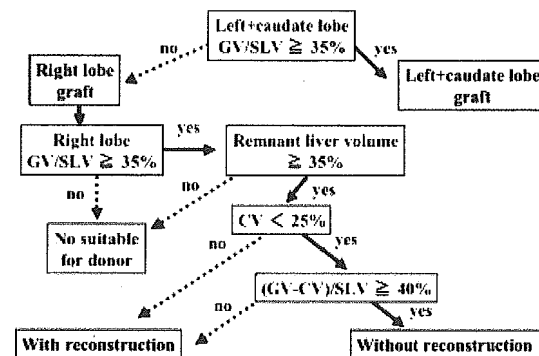 Left+caudate lobe
GV/SLV ≧ 35%
no
yes
Right lobe
graft
Left+caudate lobe
graft
Right lobe
GV/SLV ≧ 35%
yes
Remnant liver volume
≧ 35%
no
no
yes
No suitable
for donor
CV < 25%
no
yes
(GV-CV)/SLV ≧ 40%
no
yes
With reconstruction
Without reconstruction